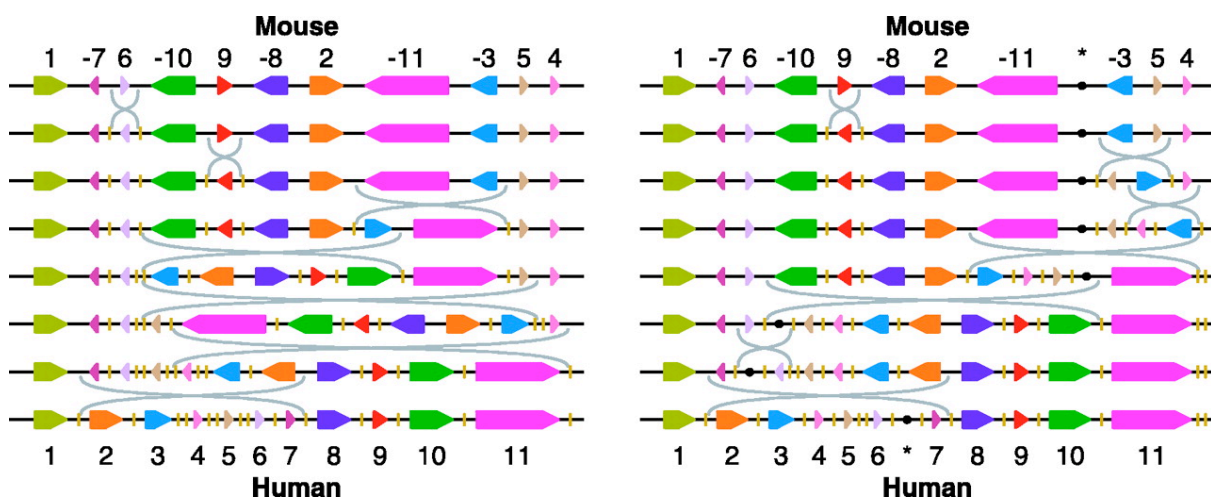 Mouse
1 -7 6 -10 9 -8 2 -11 -3 5 4
1 2 3 4 5 6 7 8 9 10 11
Human
Mouse
1 -7 6 -10 9 -8 2 -11 * -3 5 4
1 2 3 4 5 6 * 7 8 9 10 11
Human